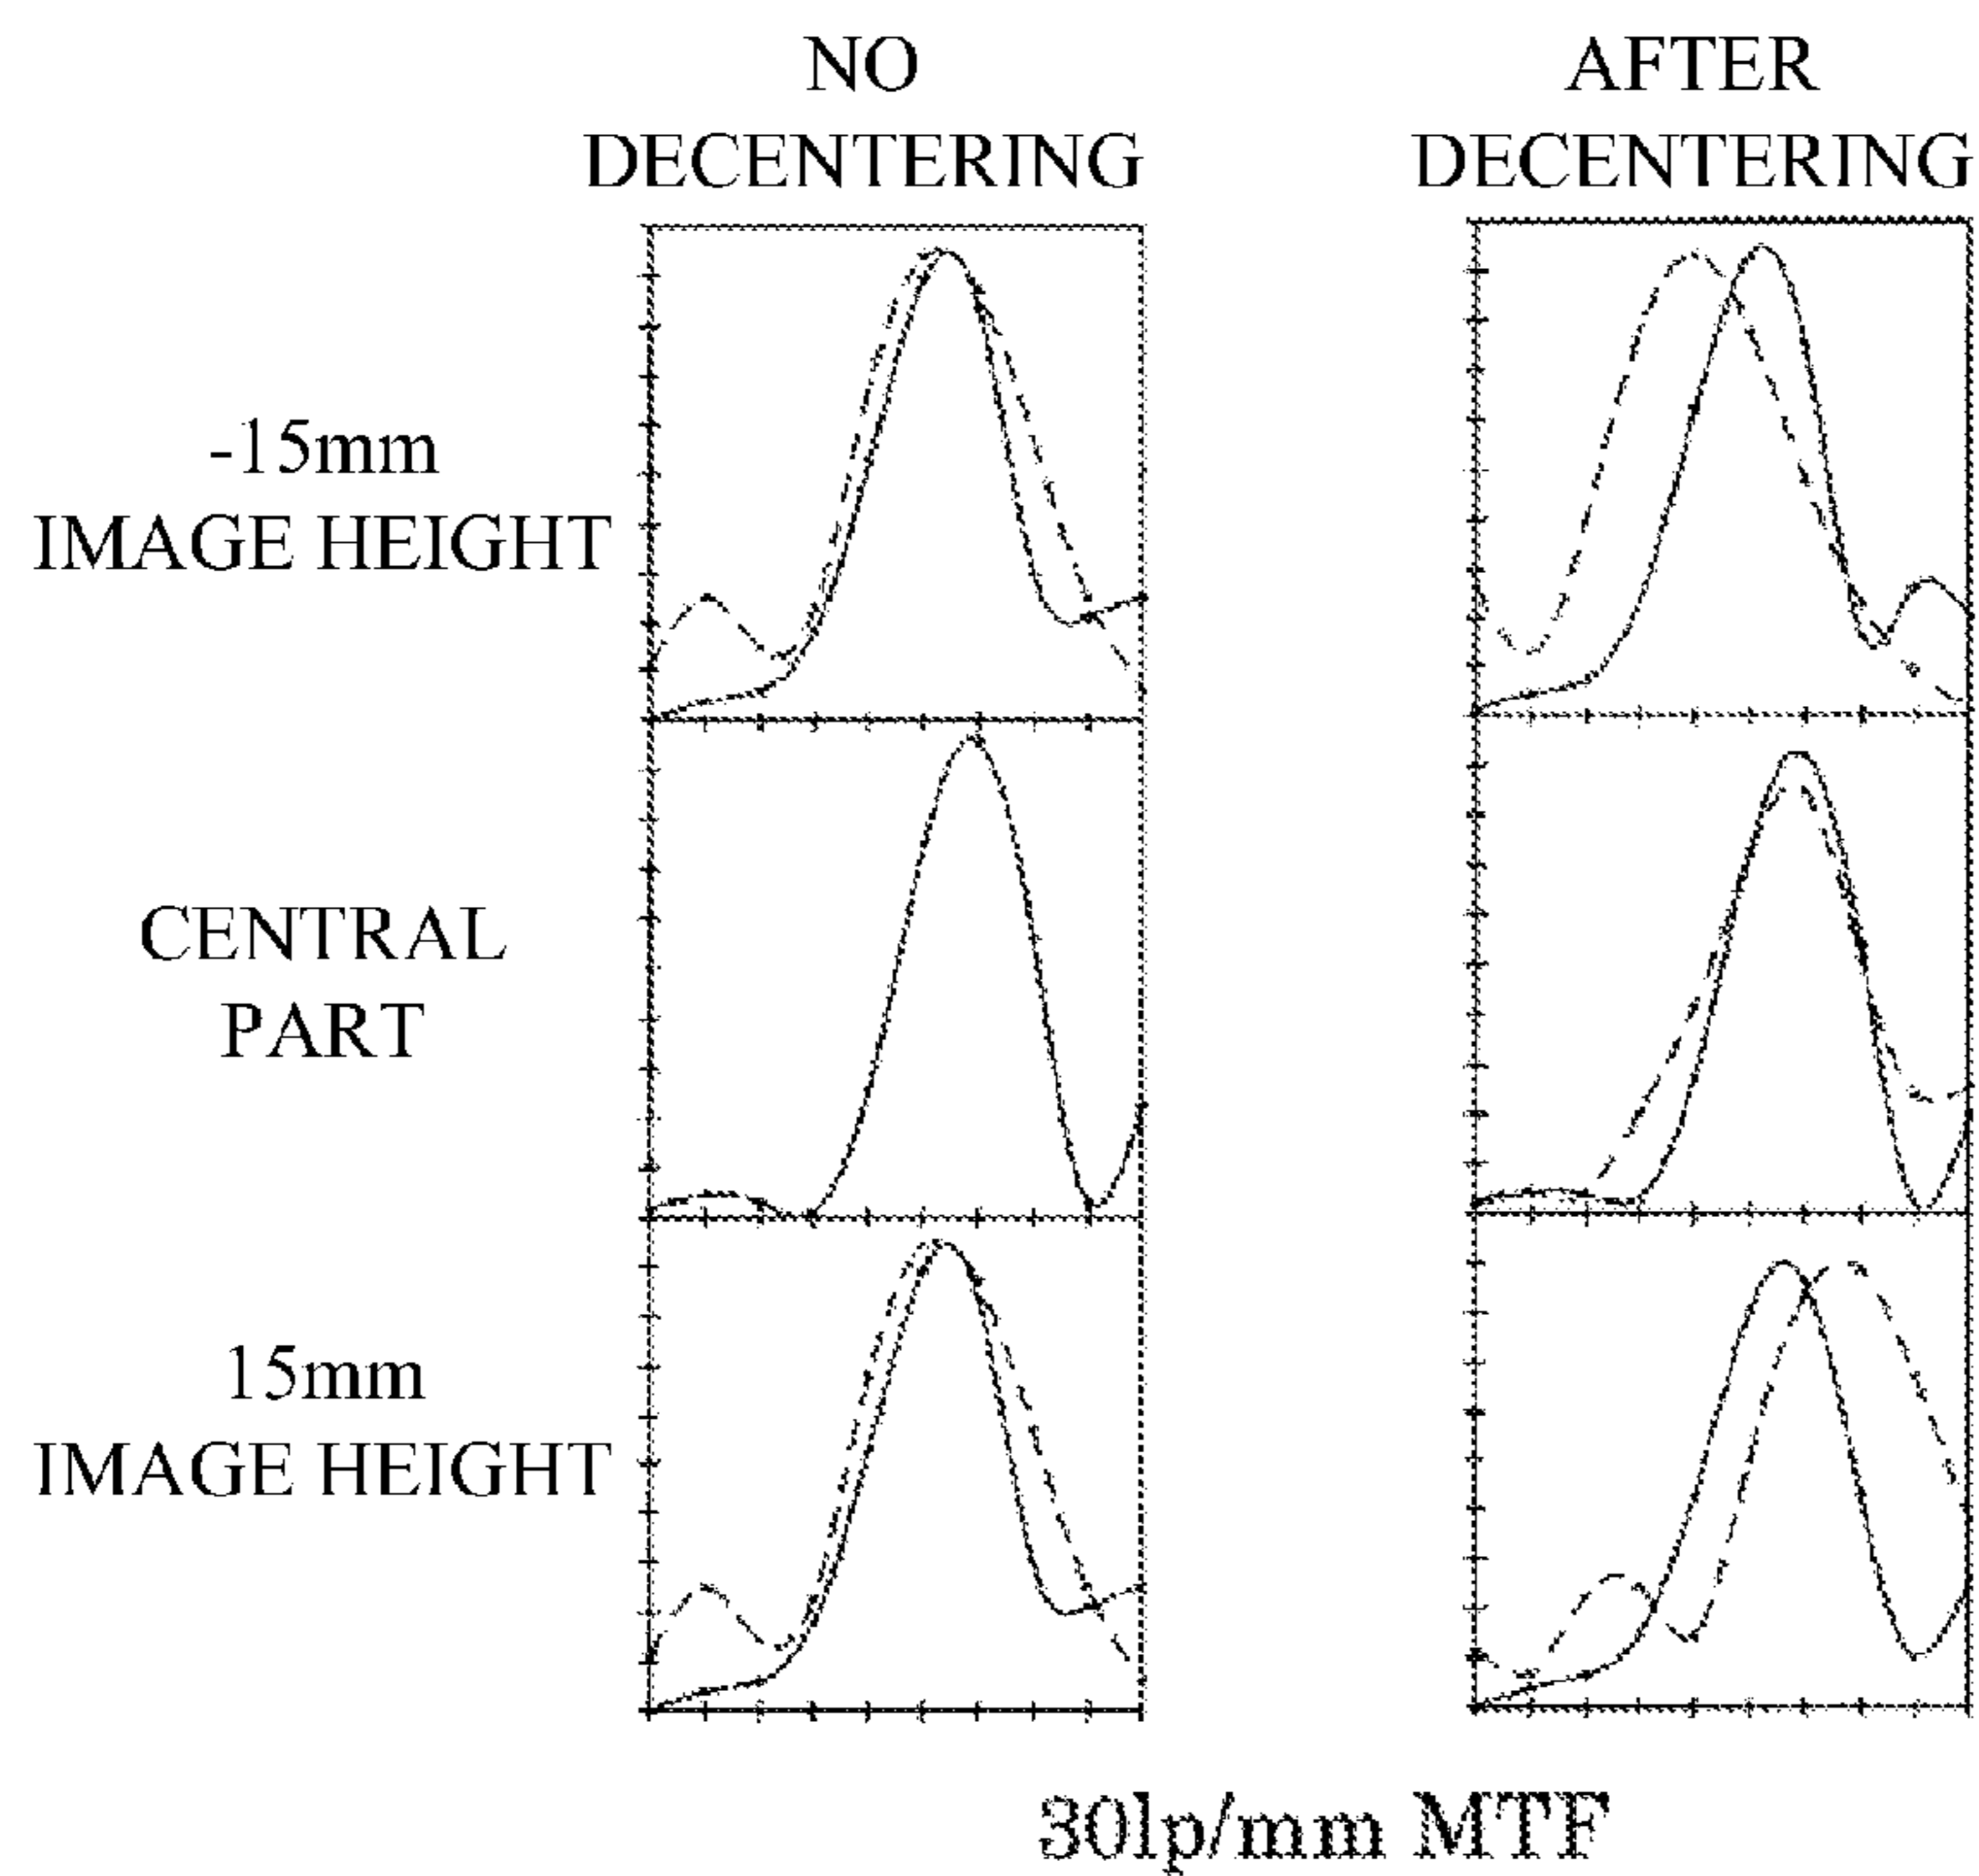 NO
DECENTERING
AFTER
DECENTERING
-15mm
IMAGE HEIGHT
CENTRAL
PART
15mm
IMAGE HEIGHT
30lp/mm MTF